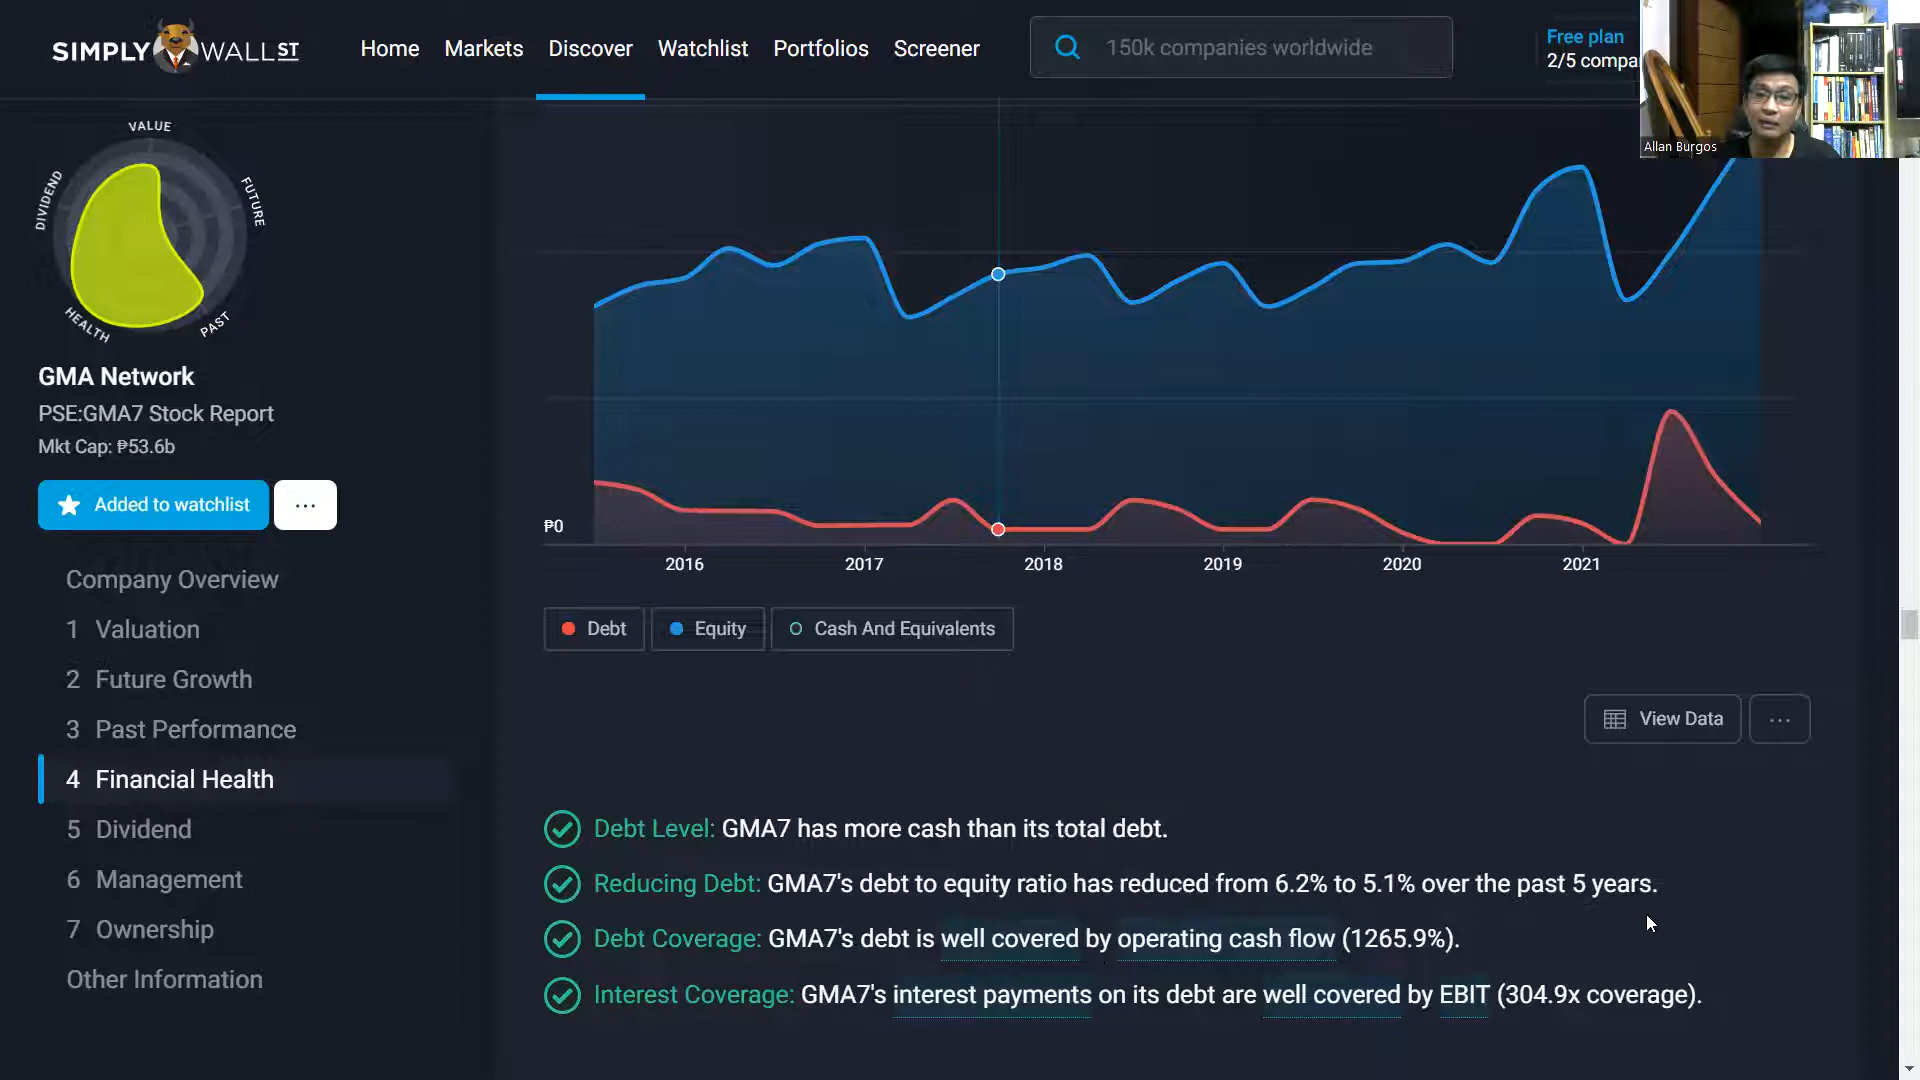 SIMPLY WALL ST
Home Markets Discover Watchlist Portfolios Screener
150k companies worldwide
Free plan
2/5 compa
Allan Burgos
VALUE
FUTURE
PAST
HEALTH
DIVIDEND
GMA Network
PSE:GMA7 Stock Report
Mkt Cap: ₱53.6b
Added to watchlist
...
Company Overview
1 Valuation
2 Future Growth
3 Past Performance
4 Financial Health
5 Dividend
6 Management
7 Ownership
Other Information
₱0
2016 2017 2018 2019 2020 2021
Debt Equity Cash And Equivalents
View Data ...
Debt Level: GMA7 has more cash than its total debt.
Reducing Debt: GMA7's debt to equity ratio has reduced from 6.2% to 5.1% over the past 5 years.
Debt Coverage: GMA7's debt is well covered by operating cash flow (1265.9%).
Interest Coverage: GMA7's interest payments on its debt are well covered by EBIT (304.9x coverage).